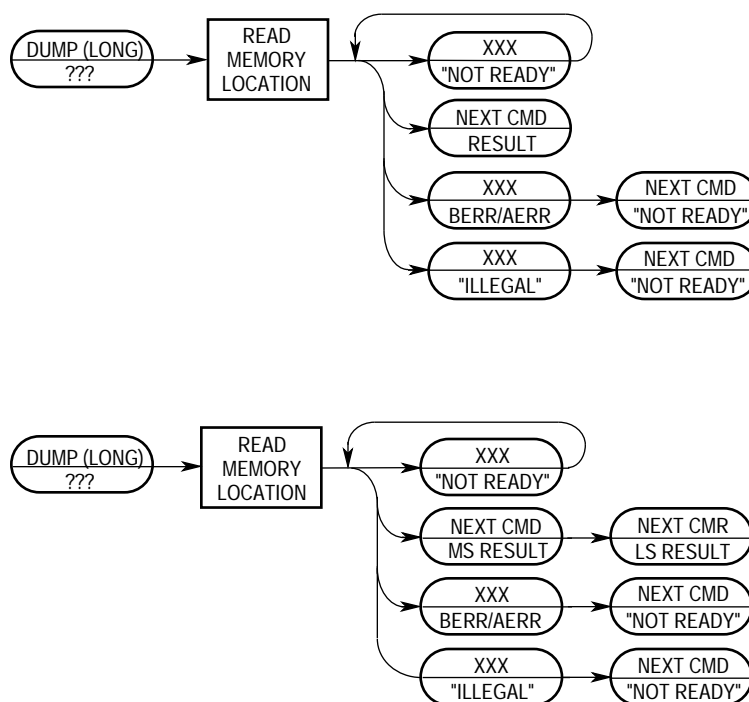 DUMP (LONG)
???
READ
MEMORY
LOCATION
XXX
"NOT READY"
NEXT CMD
RESULT
XXX
BERR/AERR
NEXT CMD
"NOT READY"
XXX
"ILLEGAL"
NEXT CMD
"NOT READY"
DUMP (LONG)
???
READ
MEMORY
LOCATION
XXX
"NOT READY"
NEXT CMD
MS RESULT
NEXT CMR
LS RESULT
XXX
BERR/AERR
NEXT CMD
"NOT READY"
XXX
"ILLEGAL"
NEXT CMD
"NOT READY"